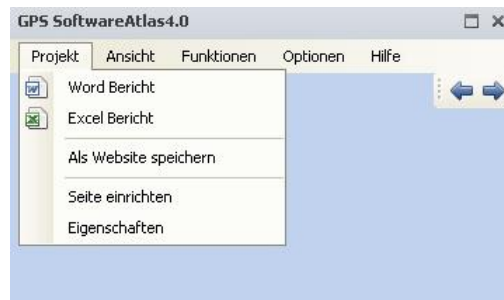 GPS SoftwareAtlas4.0
Projekt Ansicht Funktionen Optionen Hilfe
Word Bericht
Excel Bericht
Als Website speichern
Seite einrichten
Eigenschaften